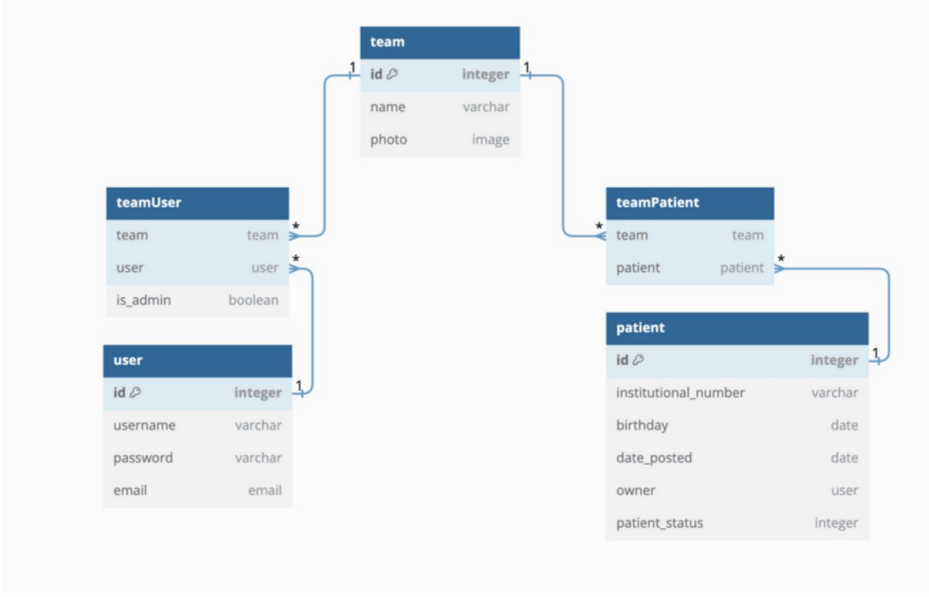 team
1 id integer 1
name varchar
photo image
teamUser
team team *
user user *
is_admin boolean
teamPatient
* team team
patient patient *
user
id integer 1
username varchar
password varchar
email email
patient
id integer 1
institutional_number varchar
birthday date
date_posted date
owner user
patient_status integer